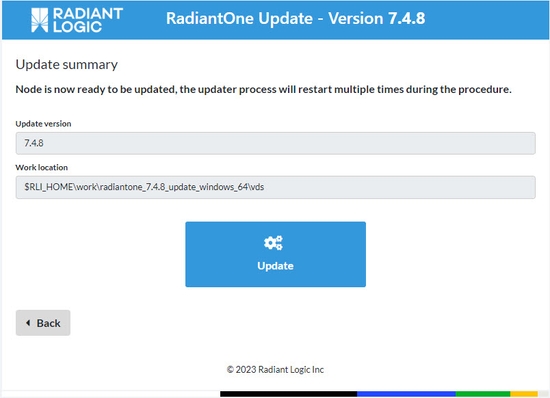 RADIANT
LOGIC
RadiantOne Update - Version 7.4.8
Update summary
Node is now ready to be updated, the updater process will restart multiple times during the procedure.
Update version
7.4.8
Work location
$RLI_HOME\work\radiantone_7.4.8_update_windows_64\vds
Update
Back
© 2023 Radiant Logic Inc